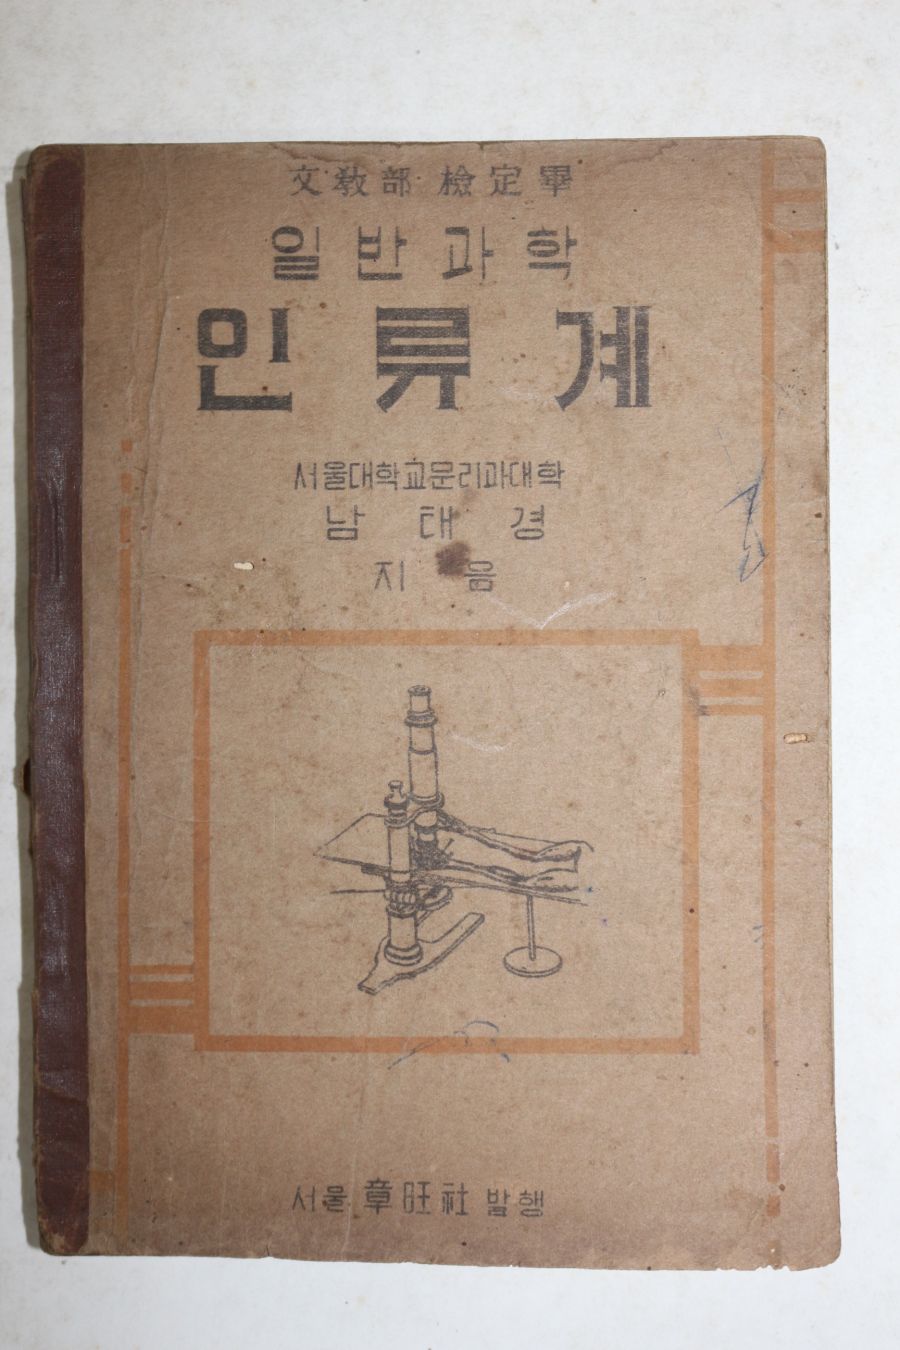 文敎部 檢定畢
일반과학
인류계
서울대학교문리과대학
남태경
지음
서울 章旺社 발행